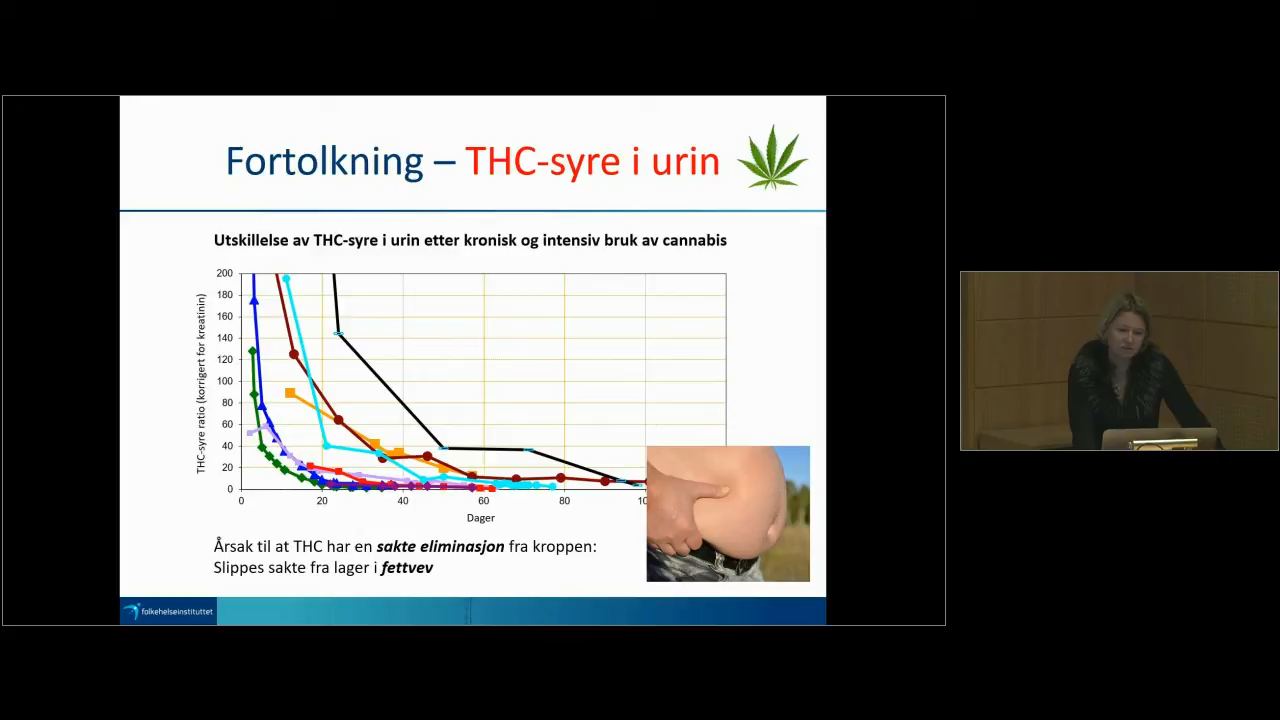 Fortolkning – THC-syre i urin
Utskillelse av THC-syre i urin etter kronisk og intensiv bruk av cannabis
THC-syre ratio (korrigert for kreatinin)
200
180
160
140
120
100
80
60
40
20
0
0 20 40 60 80 10
Dager
Årsak til at THC har en sakte eliminasjon fra kroppen:
Slippes sakte fra lager i fettvev
folkehelseinstituttet